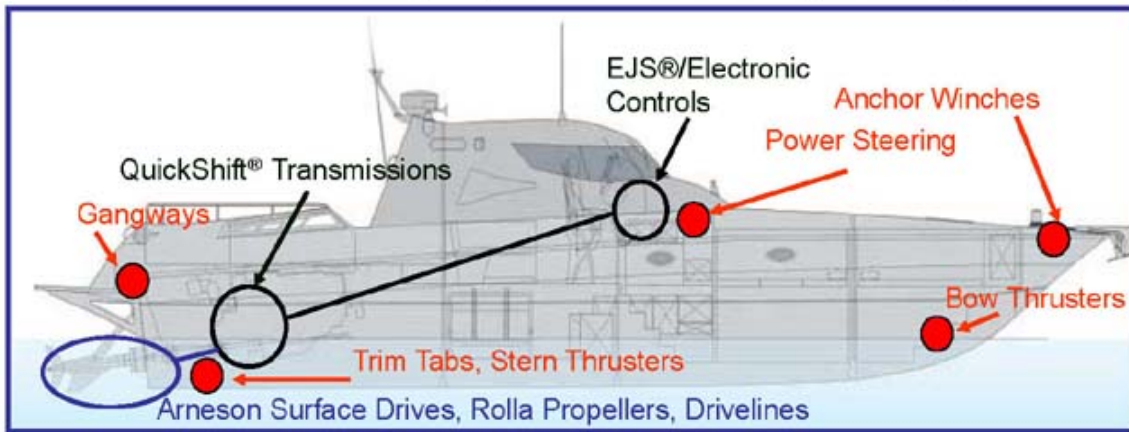 EJS®/Electronic
Controls
Anchor Winches
Power Steering
QuickShift® Transmissions
Gangways
Bow Thrusters
Trim Tabs, Stern Thrusters
Arneson Surface Drives, Rolla Propellers, Drivelines